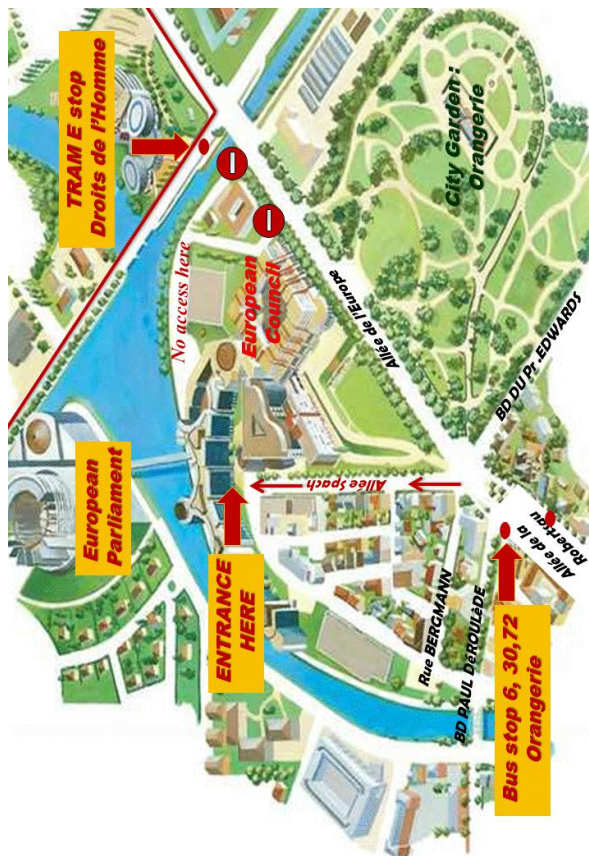 TRAM E stop
Droits de l'Homme
City Garden :
Orangerie
No access here
European
Council
Allée de l'Europe
BD DU Pr .EDWARDS
European
Parliament
Allée Spach
ENTRANCE
HERE
Allée de la
Robertsau
Rue BERGMANN
BD PAUL DéROULèDE
Bus stop 6, 30,72
Orangerie